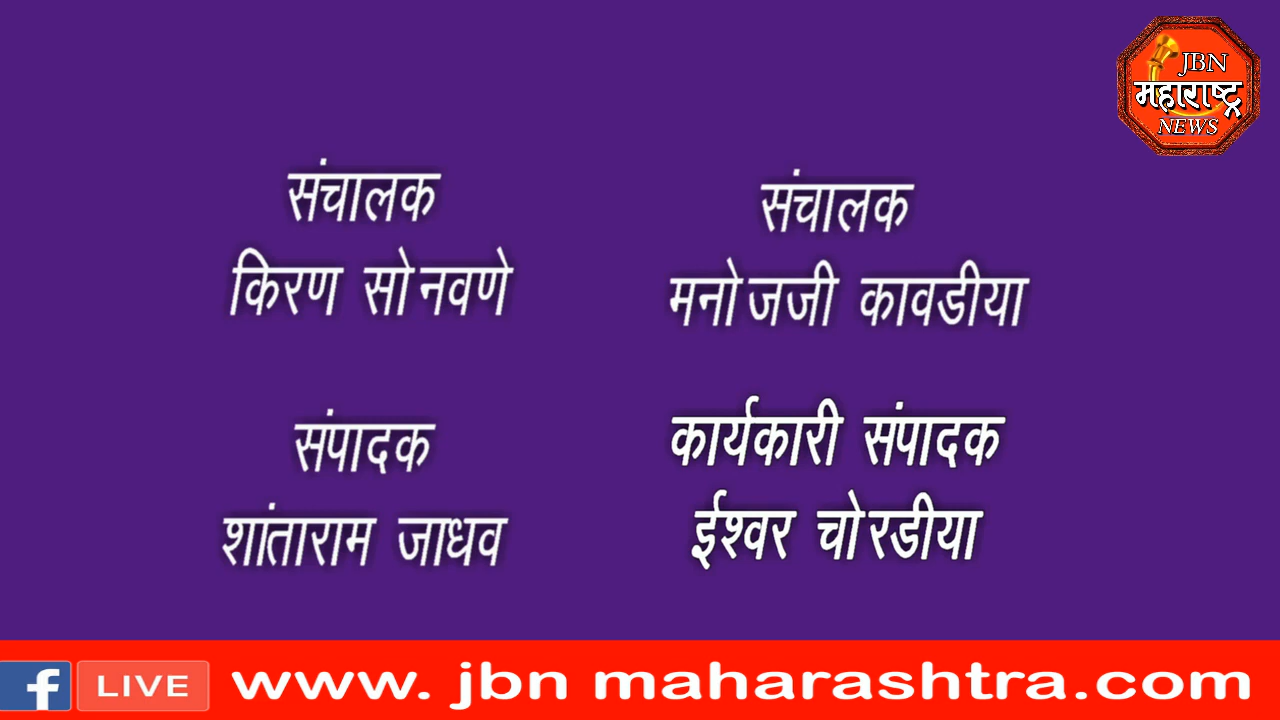 JBN
महाराष्ट्र
NEWS
संचालक
किरण सोनवणे
संचालक
मनोजजी कावडीया
संपादक
शांताराम जाधव
कार्यकारी संपादक
ईश्वर चोरडीया
f LIVE www. jbn maharashtra.com